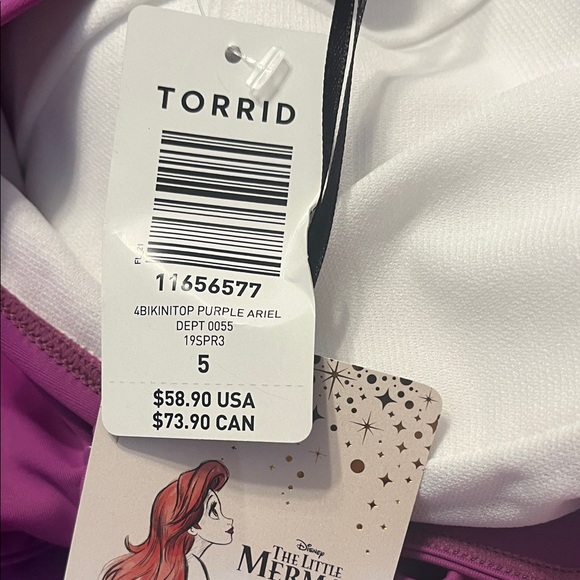 TORRID
11656577
4BIKINITOP PURPLE ARIEL
DEPT 0055
19SPR3
5
$58.90 USA
$73.90 CAN
Disney
THE LITTLE